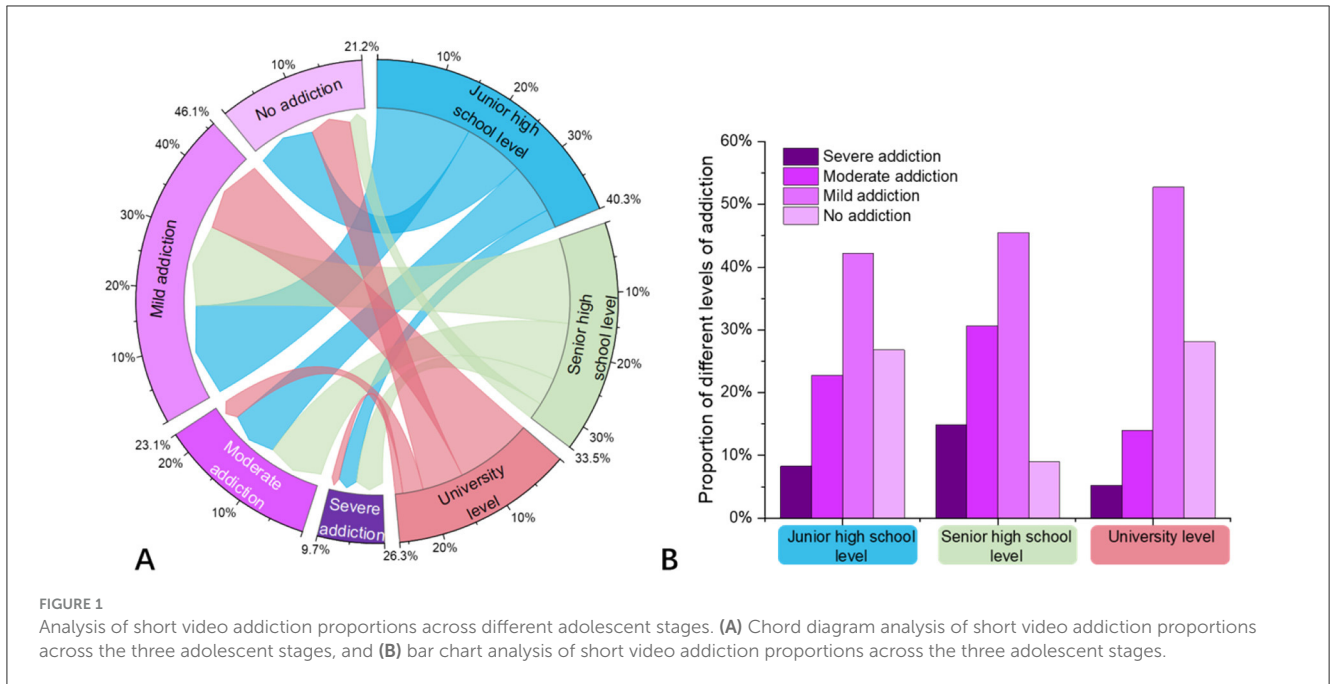 21.2%
10%
No addiction
46.1%
40%
30%
20%
10%
Mild addiction
23.1%
20%
10%
Moderate
addiction
9.7%
Severe
addiction
26.3%
20%
10%
University
level
33.5%
30%
20%
10%
Senior high
school level
40.3%
30%
20%
10%
Junior high
school level
A
Proportion of different levels of addiction
60%
50%
40%
30%
20%
10%
0%
Severe addiction
Moderate addiction
Mild addiction
No addiction
Junior high school
level
Senior high school
level
University level
B
FIGURE 1
Analysis of short video addiction proportions across different adolescent stages. (A) Chord diagram analysis of short video addiction proportions
across the three adolescent stages, and (B) bar chart analysis of short video addiction proportions across the three adolescent stages.